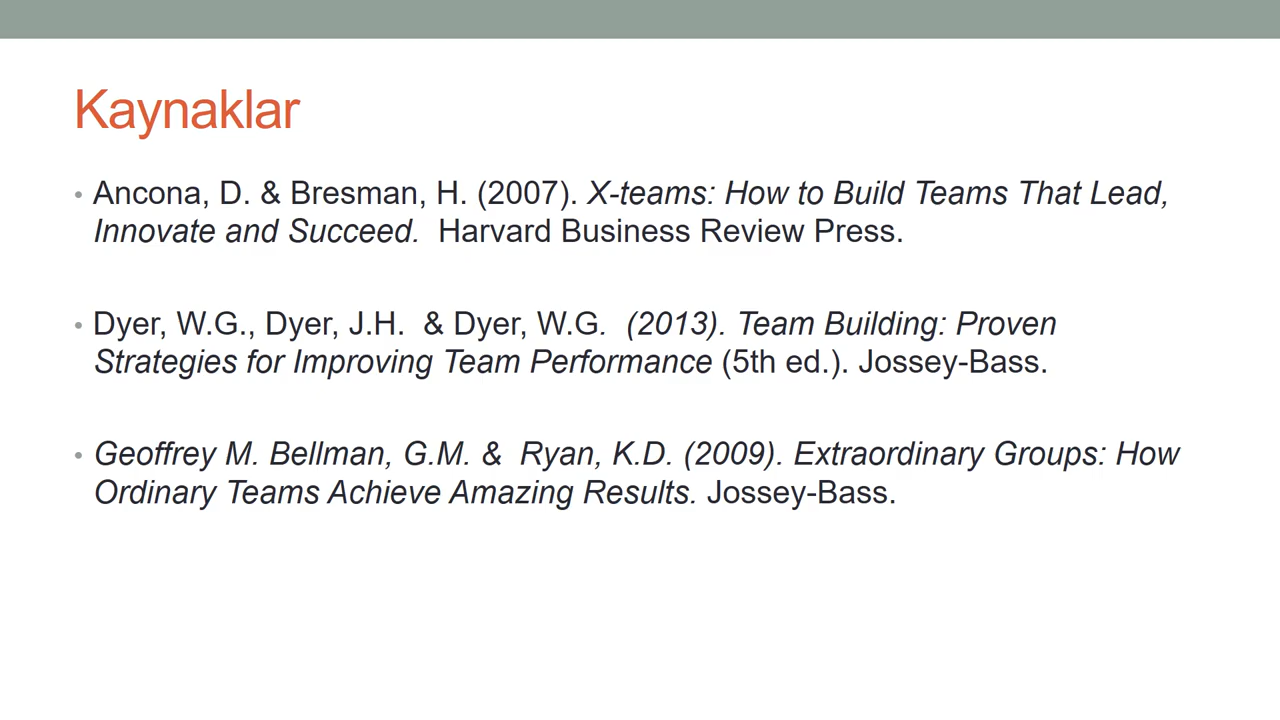 Kaynaklar
• Ancona, D. & Bresman, H. (2007). X-teams: How to Build Teams That Lead,
Innovate and Succeed.  Harvard Business Review Press.
• Dyer, W.G., Dyer, J.H.  & Dyer, W.G.  (2013). Team Building: Proven
Strategies for Improving Team Performance (5th ed.). Jossey-Bass.
• Geoffrey M. Bellman, G.M. &  Ryan, K.D. (2009). Extraordinary Groups: How
Ordinary Teams Achieve Amazing Results. Jossey-Bass.